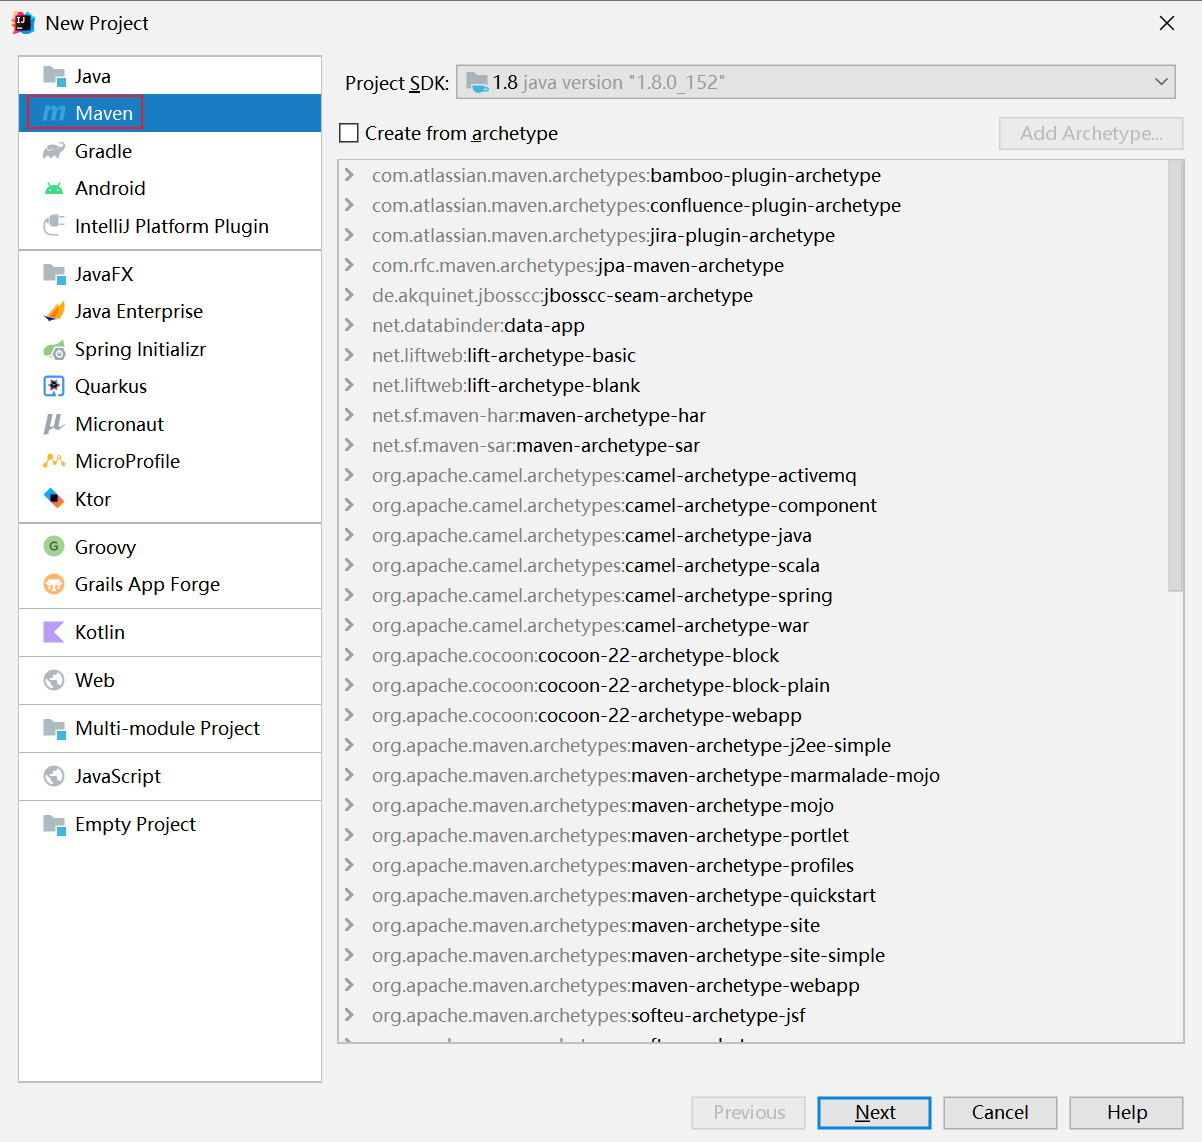 New Project
Java
Maven
Gradle
Android
IntelliJ Platform Plugin
JavaFX
Java Enterprise
Spring Initializr
Quarkus
Micronaut
MicroProfile
Ktor
Groovy
Grails App Forge
Kotlin
Web
Multi-module Project
JavaScript
Empty Project
Project SDK: 1.8 java version "1.8.0_152"
Create from archetype Add Archetype...
com.atlassian.maven.archetypes:bamboo-plugin-archetype
com.atlassian.maven.archetypes:confluence-plugin-archetype
com.atlassian.maven.archetypes:jira-plugin-archetype
com.rfc.maven.archetypes:jpa-maven-archetype
de.akquinet.jbosscc:jbosscc-seam-archetype
net.databinder:data-app
net.liftweb:lift-archetype-basic
net.liftweb:lift-archetype-blank
net.sf.maven-har:maven-archetype-har
net.sf.maven-sar:maven-archetype-sar
org.apache.camel.archetypes:camel-archetype-activemq
org.apache.camel.archetypes:camel-archetype-component
org.apache.camel.archetypes:camel-archetype-java
org.apache.camel.archetypes:camel-archetype-scala
org.apache.camel.archetypes:camel-archetype-spring
org.apache.camel.archetypes:camel-archetype-war
org.apache.cocoon:cocoon-22-archetype-block
org.apache.cocoon:cocoon-22-archetype-block-plain
org.apache.cocoon:cocoon-22-archetype-webapp
org.apache.maven.archetypes:maven-archetype-j2ee-simple
org.apache.maven.archetypes:maven-archetype-marmalade-mojo
org.apache.maven.archetypes:maven-archetype-mojo
org.apache.maven.archetypes:maven-archetype-portlet
org.apache.maven.archetypes:maven-archetype-profiles
org.apache.maven.archetypes:maven-archetype-quickstart
org.apache.maven.archetypes:maven-archetype-site
org.apache.maven.archetypes:maven-archetype-site-simple
org.apache.maven.archetypes:maven-archetype-webapp
org.apache.maven.archetypes:softeu-archetype-jsf
Previous Next Cancel Help